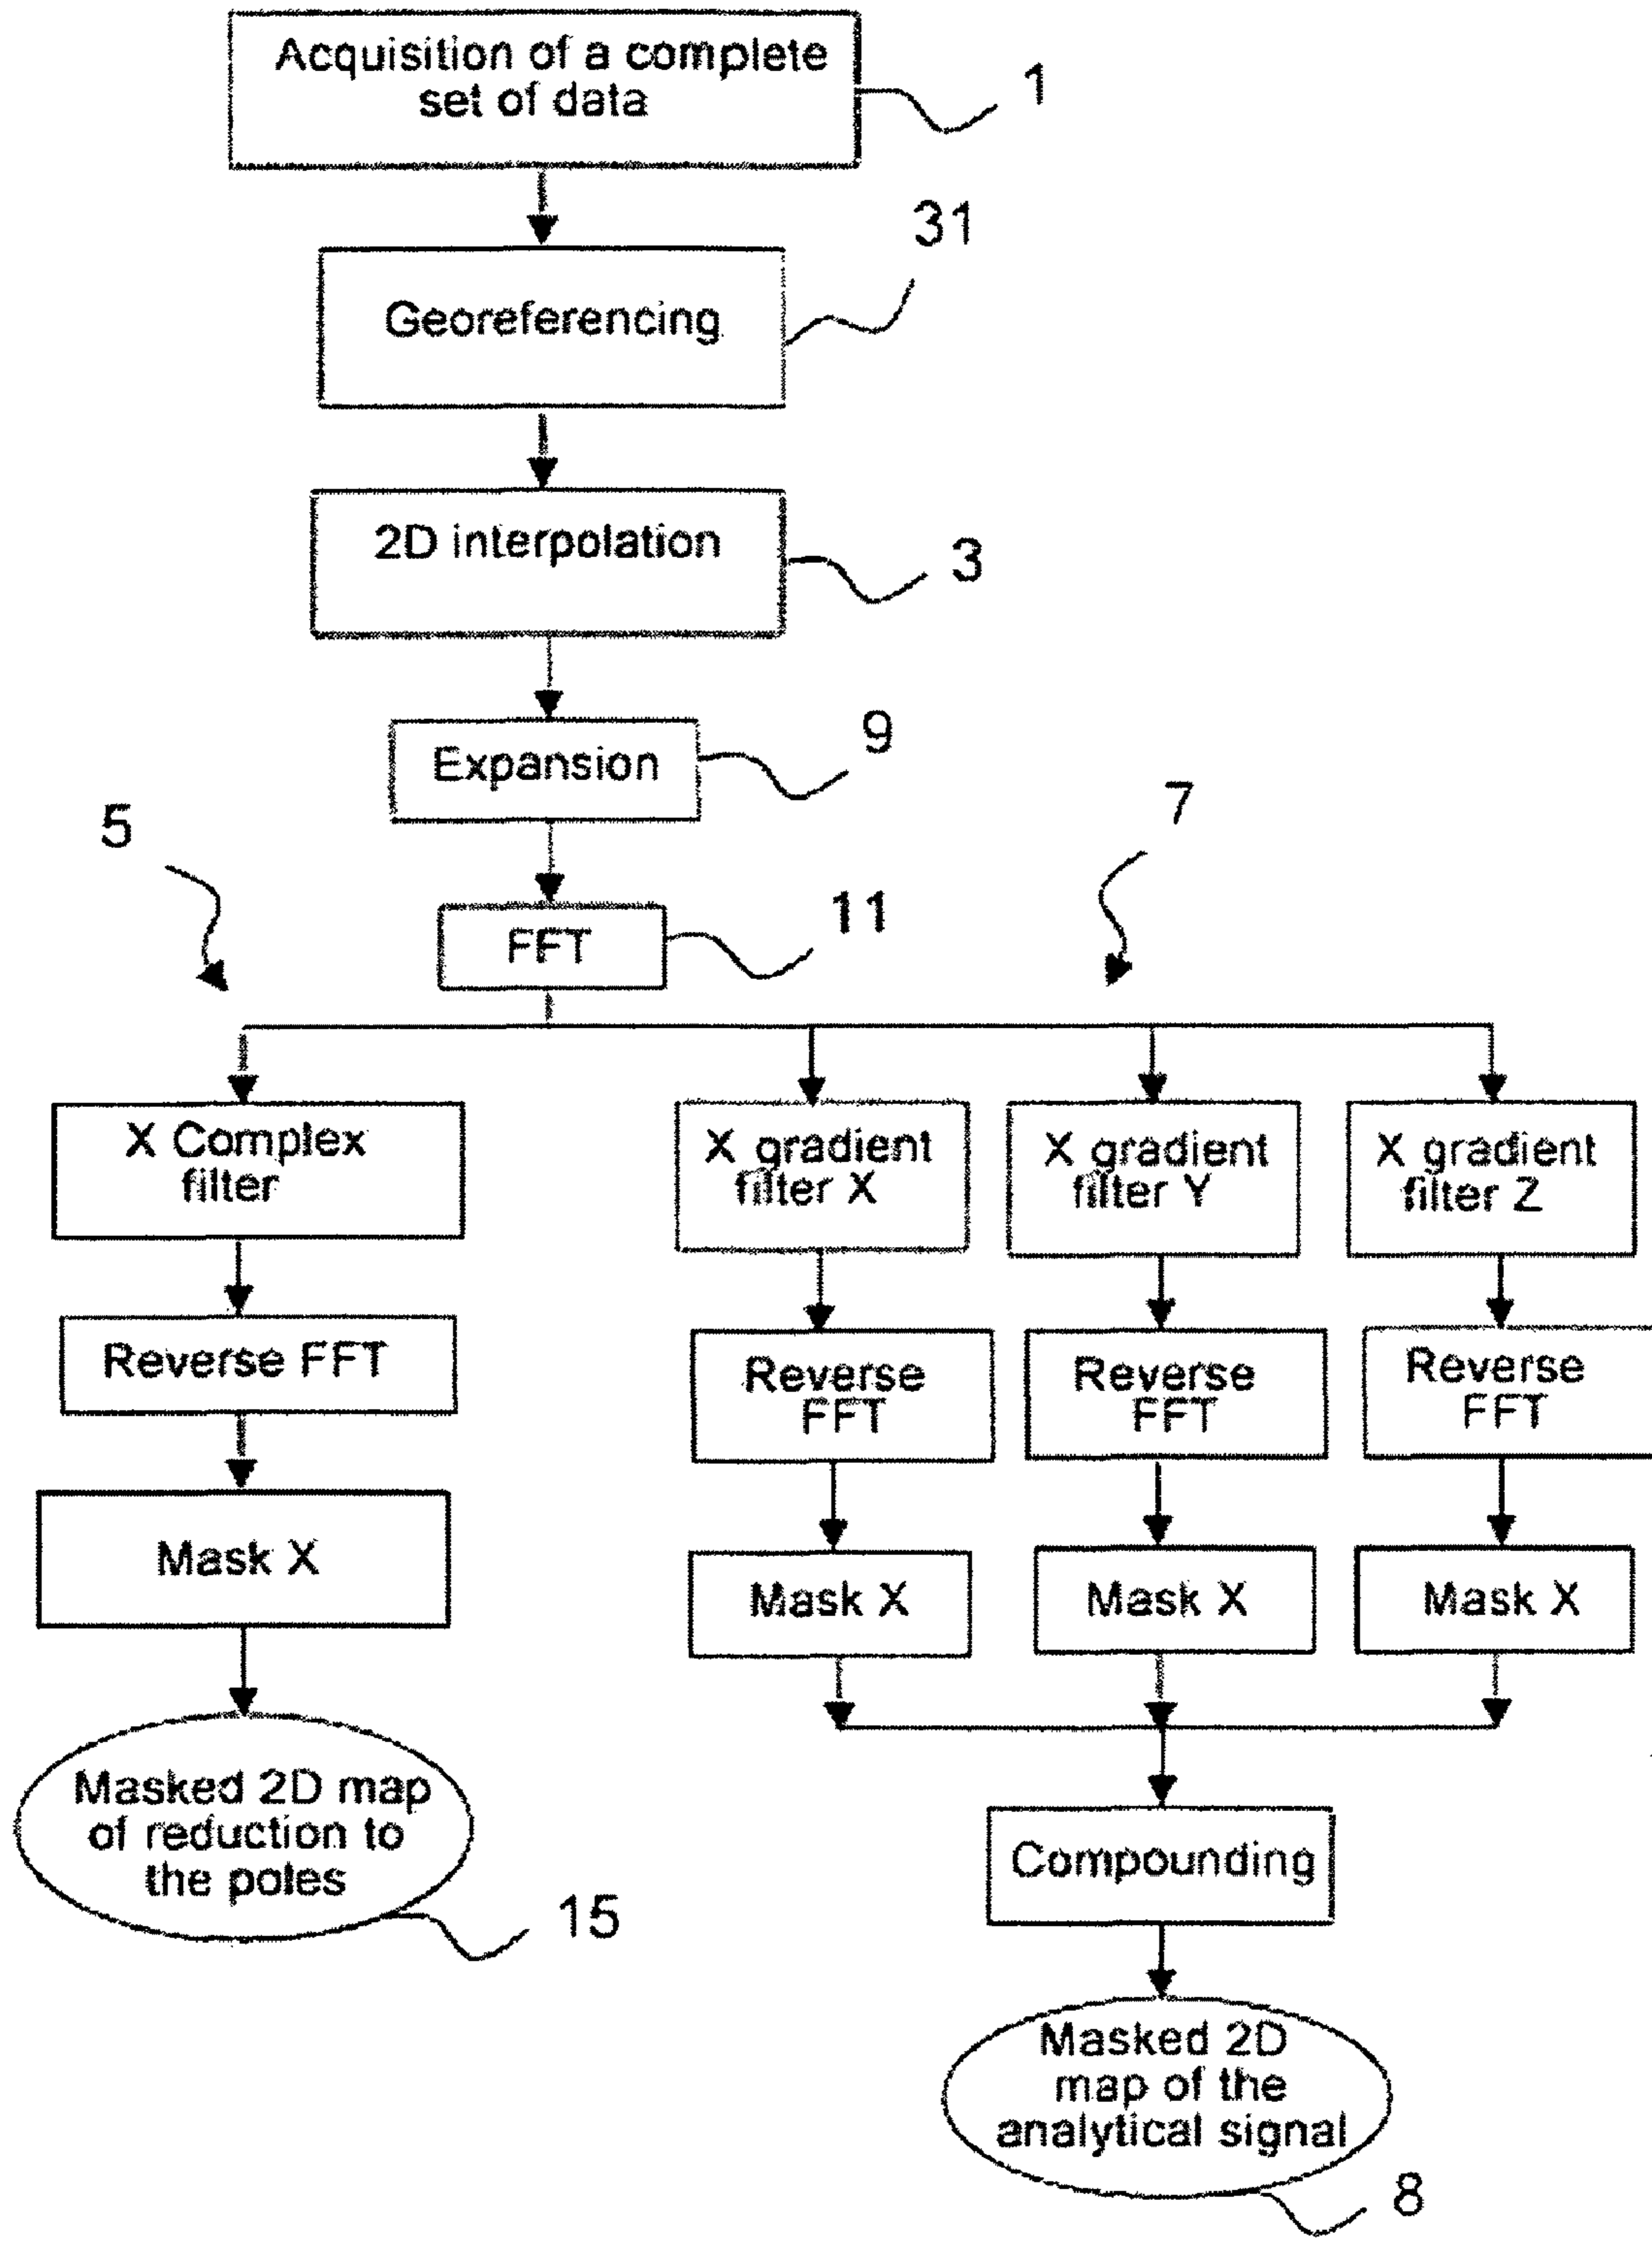 Acquisition of a complete
set of data
1
31
Georeferencing
2D interpolation
3
9
Expansion
5
7
11
FFT
X Complex
filter
X gradient
filter X
X gradient
filter Y
X gradient
filter Z
Reverse FFT
Reverse
FFT
Reverse
FFT
Reverse
FFT
Mask X
Mask X
Mask X
Mask X
Masked 2D map
of reduction to
the poles
15
Compounding
Masked 2D
map of the
analytical signal
8